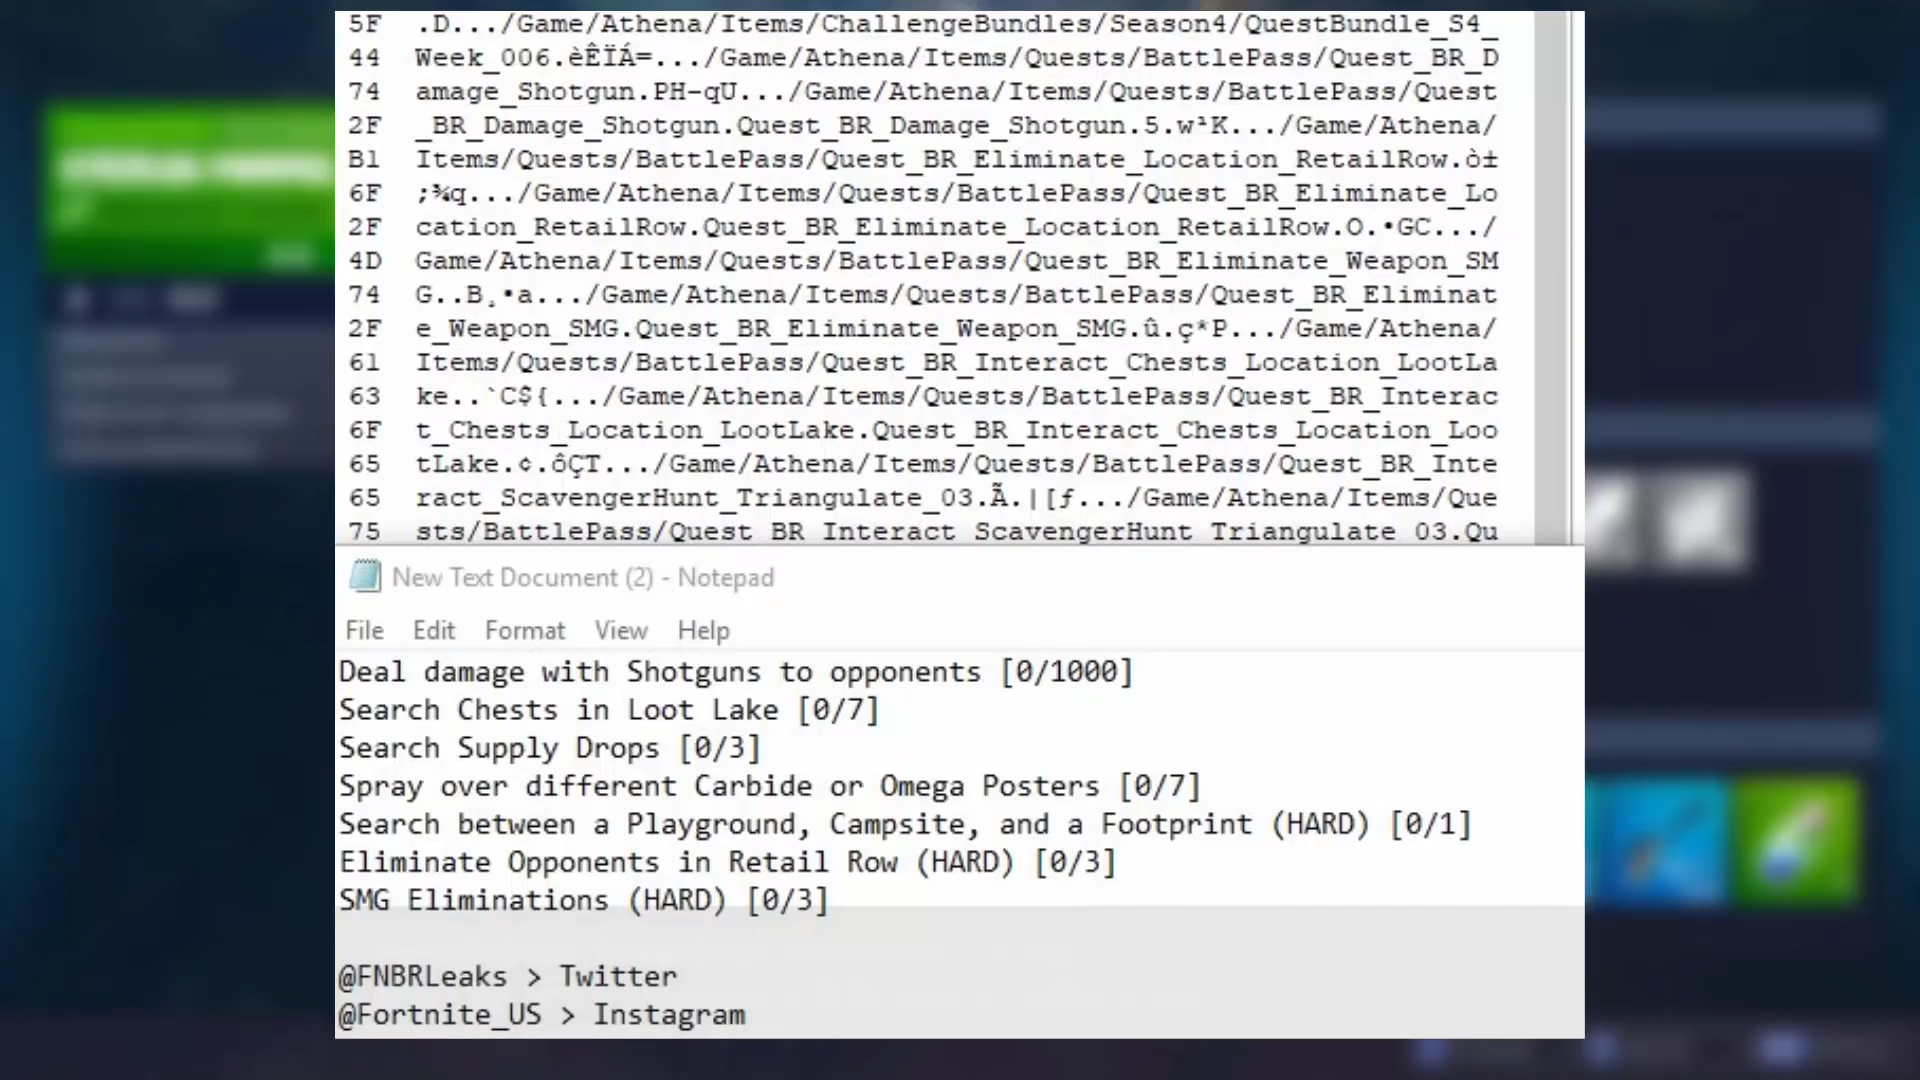 5F .D.../Game/Athena/Items/ChallengeBundles/Season4/QuestBundle_S4_
44 Week_006.èÊÏÁ=.../Game/Athena/Items/Quests/BattlePass/Quest_BR_D
74 amage_Shotgun.PH-qU.../Game/Athena/Items/Quests/BattlePass/Quest
2F _BR_Damage_Shotgun.Quest_BR_Damage_Shotgun.5.w¹K.../Game/Athena/
B1 Items/Quests/BattlePass/Quest_BR_Eliminate_Location_RetailRow.ò±
6F ;¾q.../Game/Athena/Items/Quests/BattlePass/Quest_BR_Eliminate_Lo
2F cation_RetailRow.Quest_BR_Eliminate_Location_RetailRow.O.•GC.../
4D Game/Athena/Items/Quests/BattlePass/Quest_BR_Eliminate_Weapon_SM
74 G..B¸•a.../Game/Athena/Items/Quests/BattlePass/Quest_BR_Eliminat
2F e_Weapon_SMG.Quest_BR_Eliminate_Weapon_SMG.û.ç*P.../Game/Athena/
61 Items/Quests/BattlePass/Quest_BR_Interact_Chests_Location_LootLa
63 ke..`C${.../Game/Athena/Items/Quests/BattlePass/Quest_BR_Interac
6F t_Chests_Location_LootLake.Quest_BR_Interact_Chests_Location_Loo
65 tLake.¢.ôÇT.../Game/Athena/Items/Quests/BattlePass/Quest_BR_Inte
65 ract_ScavengerHunt_Triangulate_03.Ã.|[ƒ.../Game/Athena/Items/Que
75 sts/BattlePass/Quest_BR_Interact_ScavengerHunt_Triangulate_03.Qu
New Text Document (2) - Notepad
File Edit Format View Help
Deal damage with Shotguns to opponents [0/1000]
Search Chests in Loot Lake [0/7]
Search Supply Drops [0/3]
Spray over different Carbide or Omega Posters [0/7]
Search between a Playground, Campsite, and a Footprint (HARD) [0/1]
Eliminate Opponents in Retail Row (HARD) [0/3]
SMG Eliminations (HARD) [0/3]
@FNBRLeaks > Twitter
@Fortnite_US > Instagram